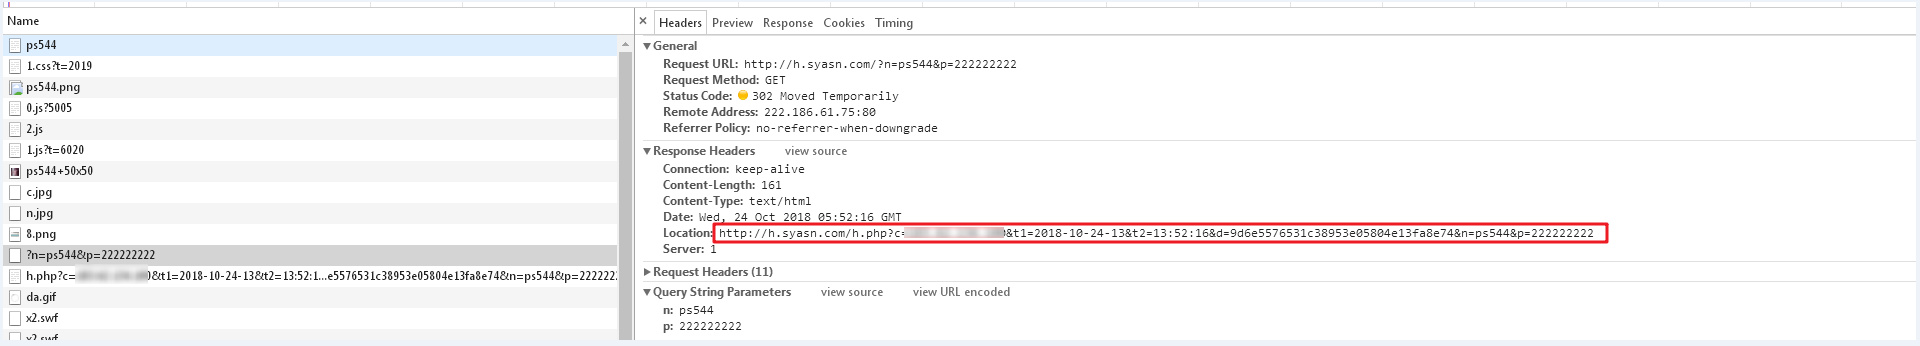 Name
ps544
1.css?t=2019
ps544.png
0.js?5005
2.js
1.js?t=6020
ps544+50x50
c.jpg
n.jpg
8.png
?n=ps544&p=222222222
h.php?c= &t1=2018-10-24-13&t2=13:52:1...e5576531c38953e05804e13fa8e74&n=ps544&p=222222
da.gif
x2.swf
x2.swf
× Headers Preview Response Cookies Timing
▼General
Request URL: http://h.syasn.com/?n=ps544&p=222222222
Request Method: GET
Status Code: 302 Moved Temporarily
Remote Address: 222.186.61.75:80
Referrer Policy: no-referrer-when-downgrade
▼Response Headers view source
Connection: keep-alive
Content-Length: 161
Content-Type: text/html
Date: Wed, 24 Oct 2018 05:52:16 GMT
Location: http://h.syasn.com/h.php?c= &t1=2018-10-24-13&t2=13:52:16&d=9d6e5576531c38953e05804e13fa8e74&n=ps544&p=222222222
Server: 1
▶Request Headers (11)
▼Query String Parameters view source view URL encoded
n: ps544
p: 222222222